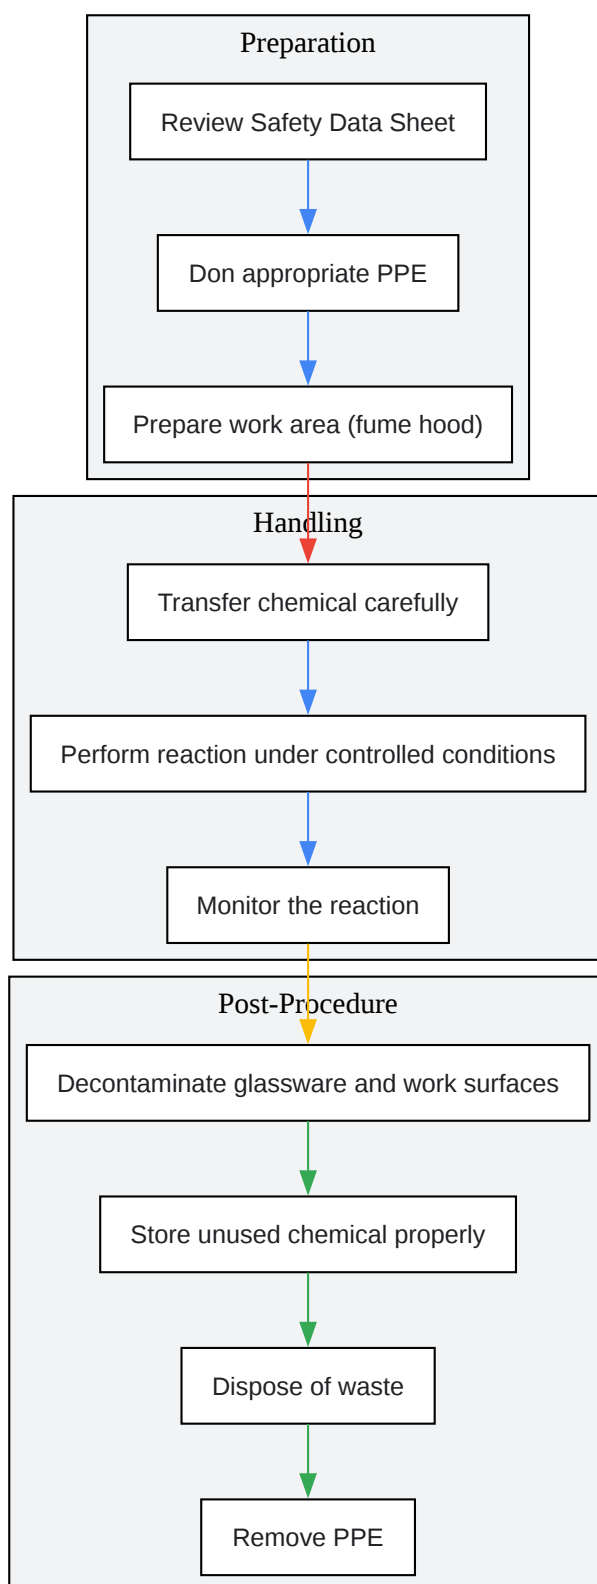 Preparation
Review Safety Data Sheet
Don appropriate PPE
Prepare work area (fume hood)
Handling
Transfer chemical carefully
Perform reaction under controlled conditions
Monitor the reaction
Post-Procedure
Decontaminate glassware and work surfaces
Store unused chemical properly
Dispose of waste
Remove PPE